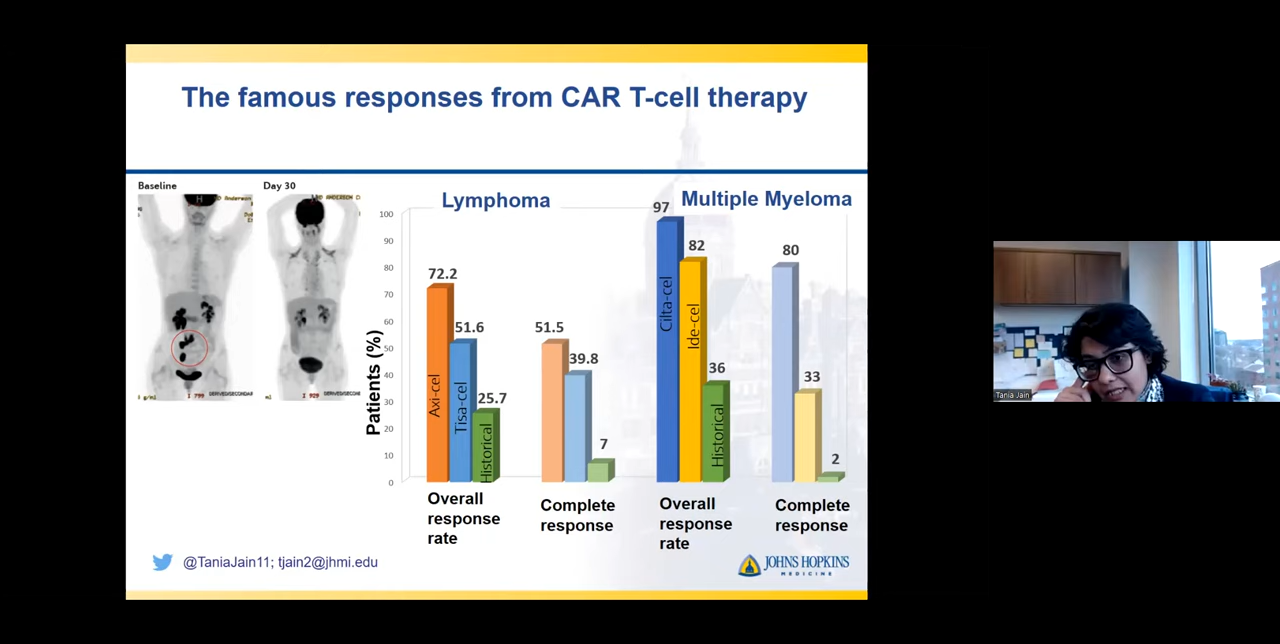 The famous responses from CAR T-cell therapy
Baseline
Day 30
Lymphoma
Multiple Myeloma
Patients (%)
100
90
80
70
60
50
40
30
20
10
0
72.2
51.6
25.7
51.5
39.8
7
97
82
36
80
33
2
Axi-cel
Tisa-cel
Historical
Cilta-cel
Ide-cel
Historical
Overall
response
rate
Complete
response
Overall
response
rate
Complete
response
@TaniaJain11; tjain2@jhmi.edu
JOHNS HOPKINS
MEDICINE
Tania Jain